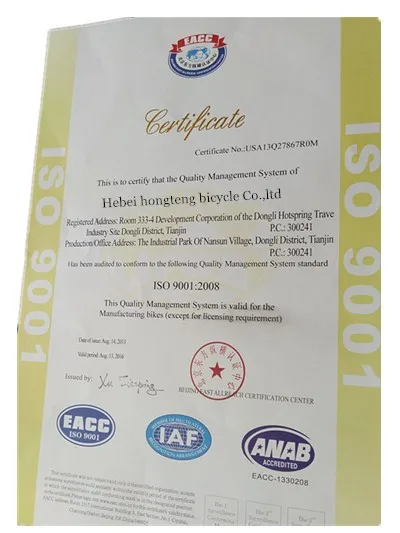 EACC
Certificate
Certificate No.:USA13Q27867R0M
This is to certify that the Quality Management System of
Hebei hongteng bicycle Co.,ltd
Registered Address: Room 333-4 Development Corporation of the Dongli Hotspring Trave
Industry Site Dongli District, Tianjin
P.C.: 300241
Production/Office Address: The Industrial Park Of Nansun Village, Dongli District, Tianjin
P.C.: 300241
Has been audited to conform to the following Quality Management System standard
ISO 9001:2008
This Quality Management System is valid for the
Manufacturing bikes (except for licensing requirement)
Date of issue: Aug. 14, 2013
Valid period: Aug. 13, 2016
Issued by:
BEIJING EAST ALLREACH CERTIFICATION CENTER
EACC
ISO 9001
IAF
ANAB
ACCREDITED
EACC-1330208
ISO 9001
ISO 9001